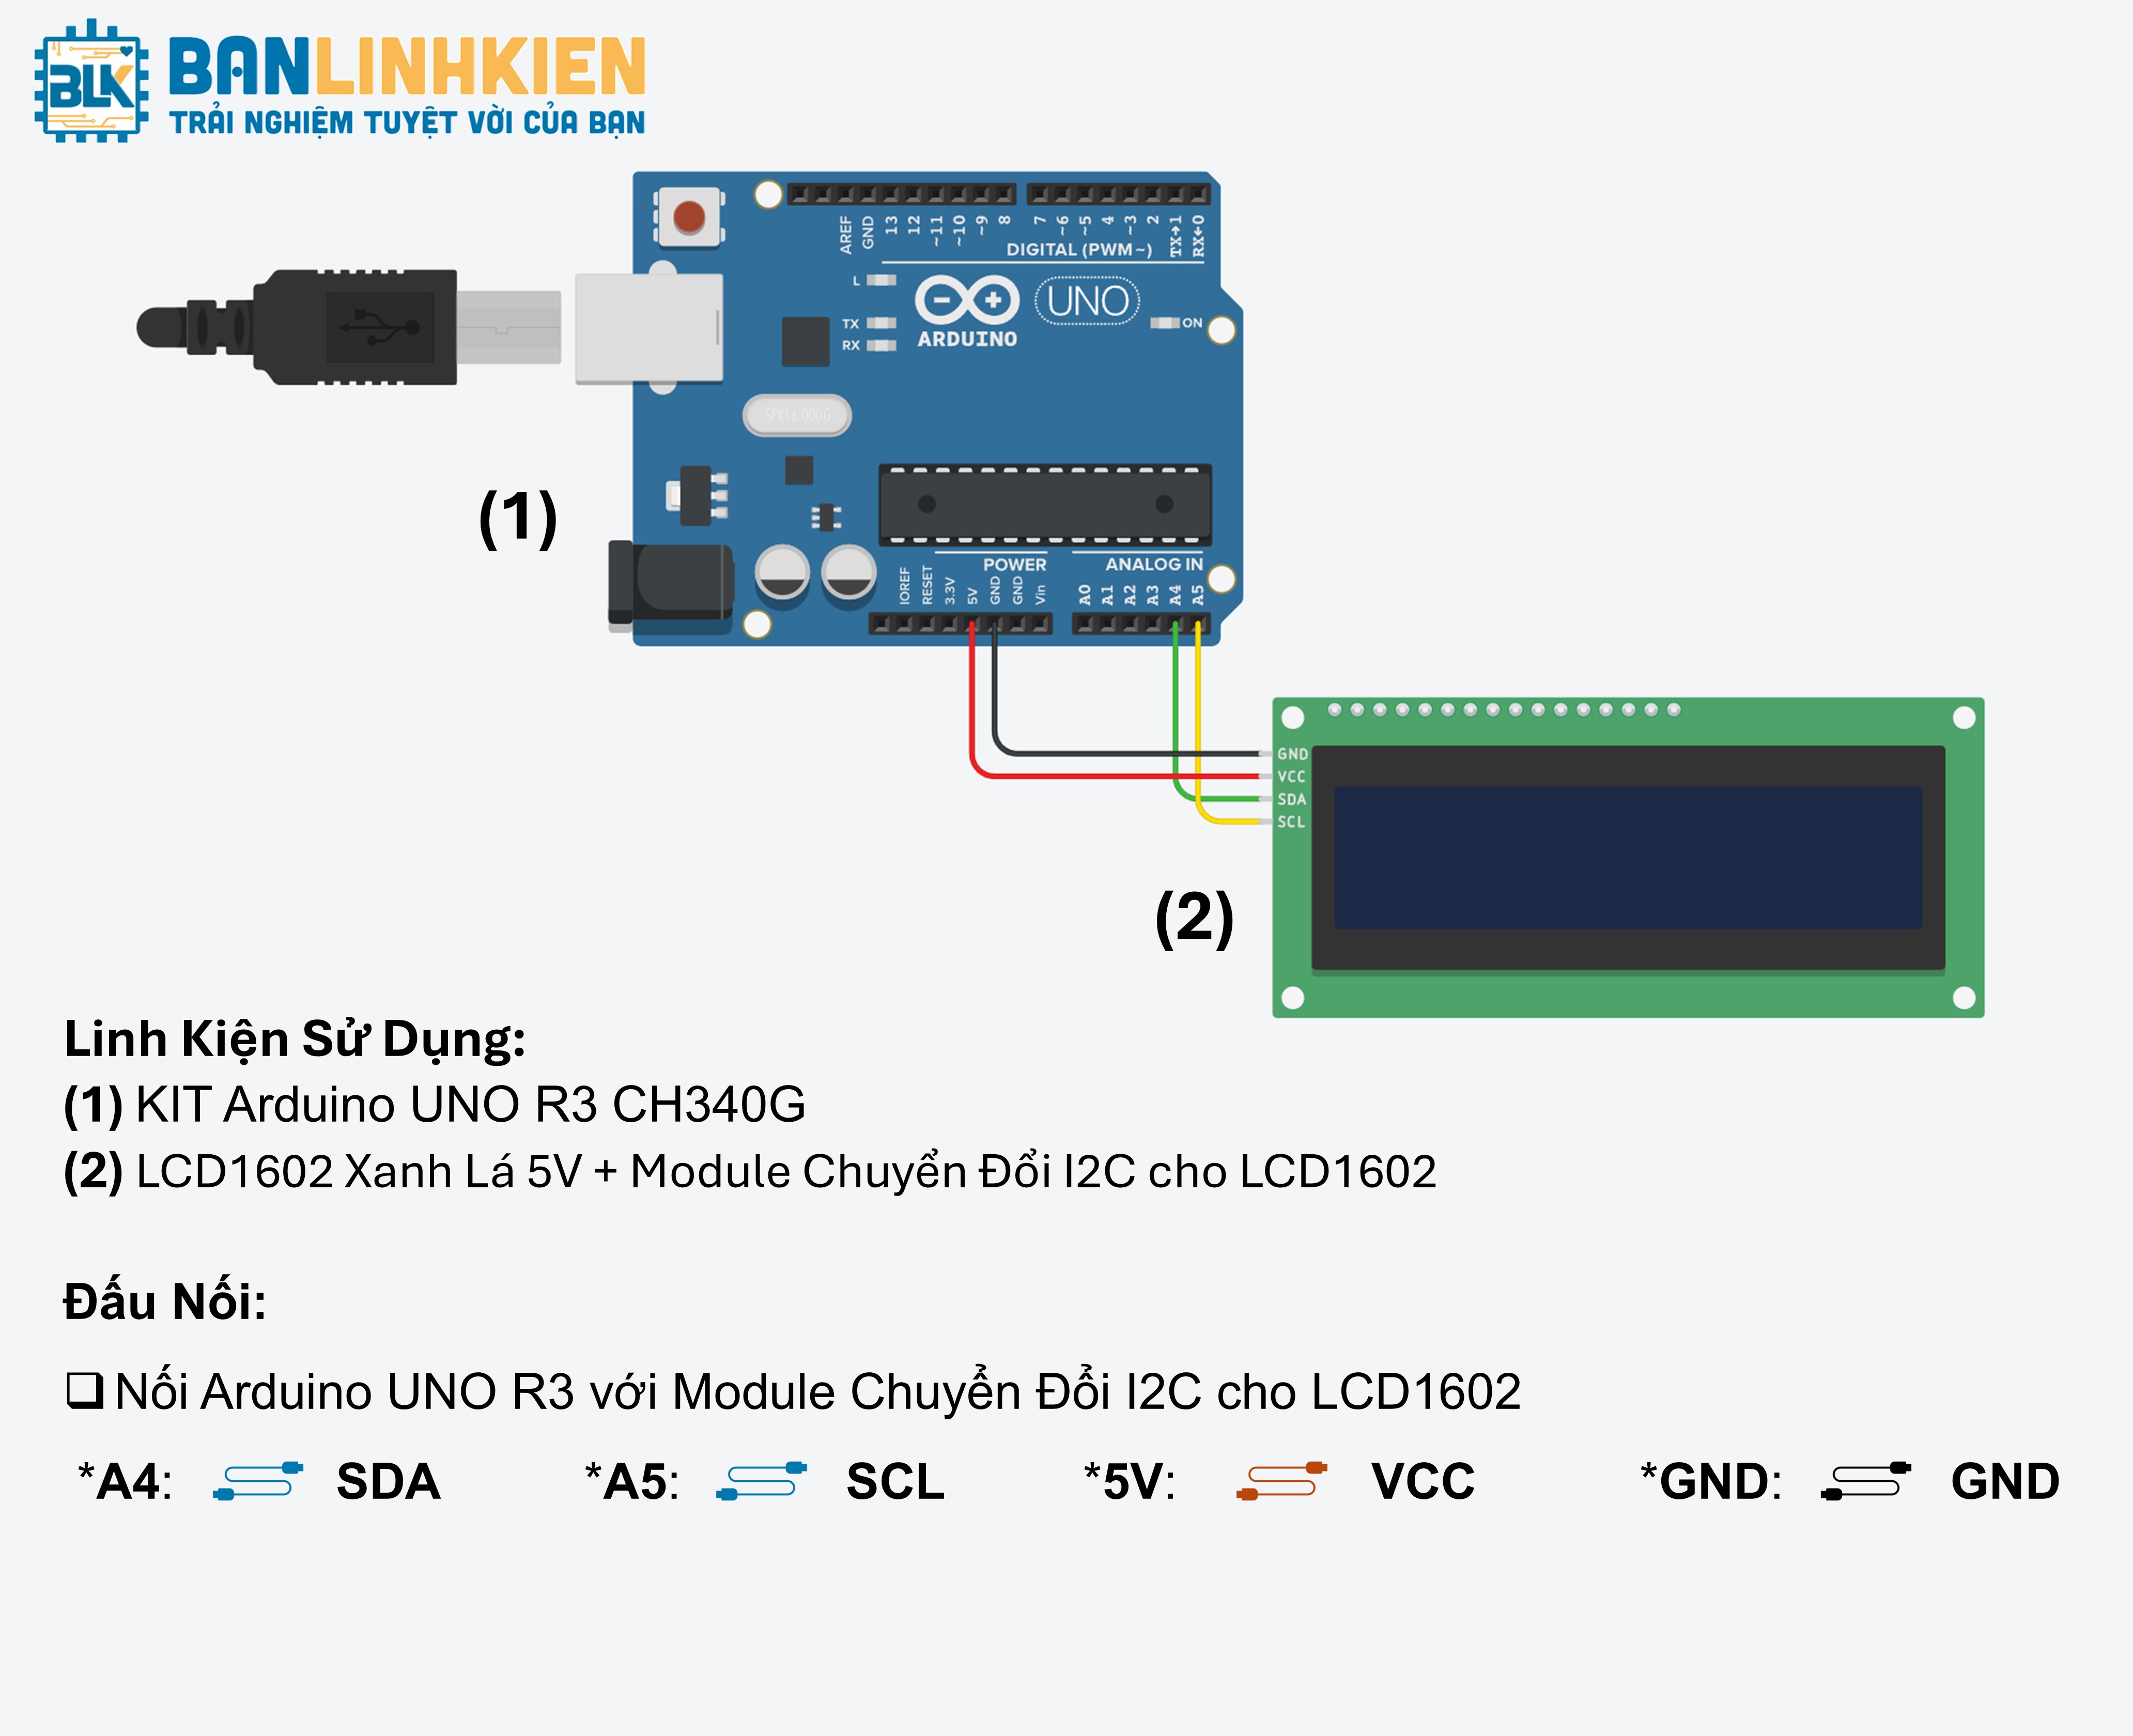 BLK
BANLINHKIEN
TRẢI NGHIỆM TUYỆT VỜI CỦA BẠN
AREF
GND
13
12
~11
~10
~9
8
7
~6
~5
4
~3
2
TX→1
RX←0
DIGITAL (PWM~)
L
TX
RX
ARDUINO
UNO
ON
SPK16.000G
(1)
POWER
ANALOG IN
IOREF
RESET
3.3V
5V
GND
GND
Vin
A0
A1
A2
A3
A4
A5
GND
VCC
SDA
SCL
(2)
Linh Kiện Sử Dụng:
(1) KIT Arduino UNO R3 CH340G
(2) LCD1602 Xanh Lá 5V + Module Chuyển Đổi I2C cho LCD1602
Đấu Nối:
❑ Nối Arduino UNO R3 với Module Chuyển Đổi I2C cho LCD1602
*A4: SDA *A5: SCL *5V: VCC *GND: GND